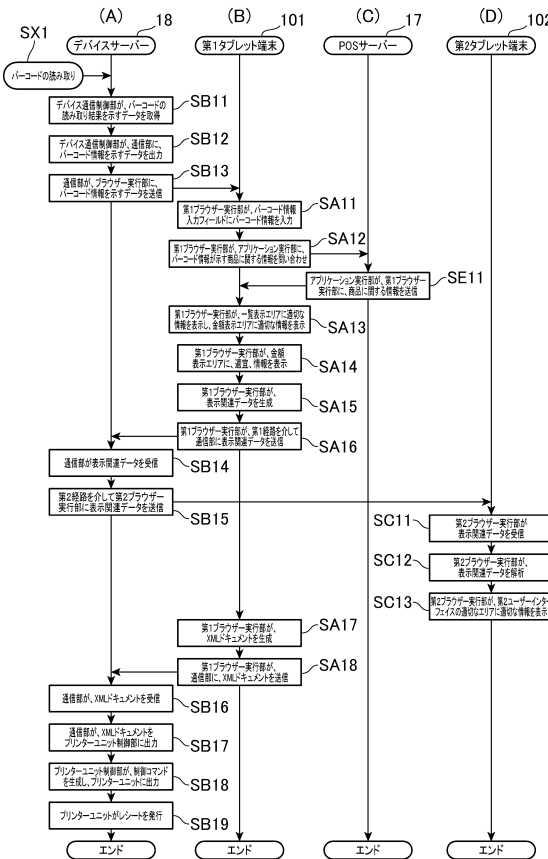 (A)
18
(B)
101
(C)
17
(D)
102
デバイスサーバー
第1タブレット端末
POSサーバー
第2タブレット端末
SX1
バーコードの読み取り
デバイス通信制御部が、バーコードの
読み取り結果を示すデータを取得
SB11
デバイス通信制御部が、通信部に、
バーコード情報を示すデータを出力
SB12
通信部が、ブラウザー実行部に、
バーコード情報を示すデータを送信
SB13
第1ブラウザー実行部が、バーコード情報
入力フィールドにバーコード情報を入力
SA11
第1ブラウザー実行部が、アプリケーション実行部に、
バーコード情報が示す商品に関する情報を問い合わせ
SA12
アプリケーション実行部が、第1ブラウザー
実行部に、商品に関する情報を送信
SE11
第1ブラウザー実行部が、一覧表示エリアに適切な
情報を表示し、金額表示エリアに適切な情報を表示
SA13
第1ブラウザー実行部が、金額
表示エリアに、適宜、情報を表示
SA14
第1ブラウザー実行部が、
表示関連データを生成
SA15
第1ブラウザー実行部が、第1経路を介して
通信部に表示関連データを送信
SA16
通信部が表示関連データを受信
SB14
第2経路を介して第2ブラウザー
実行部に表示関連データを送信
SB15
SC11
第2ブラウザー実行部が
表示関連データを受信
SC12
第2ブラウザー実行部が、
表示関連データを解析
SC13
第2ブラウザー実行部が、第2ユーザーインター
フェイスの適切なエリアに適切な情報を表示
第1ブラウザー実行部が、
XMLドキュメントを生成
SA17
第1ブラウザー実行部が、
通信部に、XMLドキュメントを送信
SA18
通信部が、XMLドキュメントを受信
SB16
通信部が、XMLドキュメントを
プリンターユニット制御部に出力
SB17
プリンターユニット制御部が、制御コマンド
を生成し、プリンターユニットに出力
SB18
プリンターユニットがレシートを発行
SB19
エンド
エンド
エンド
エンド